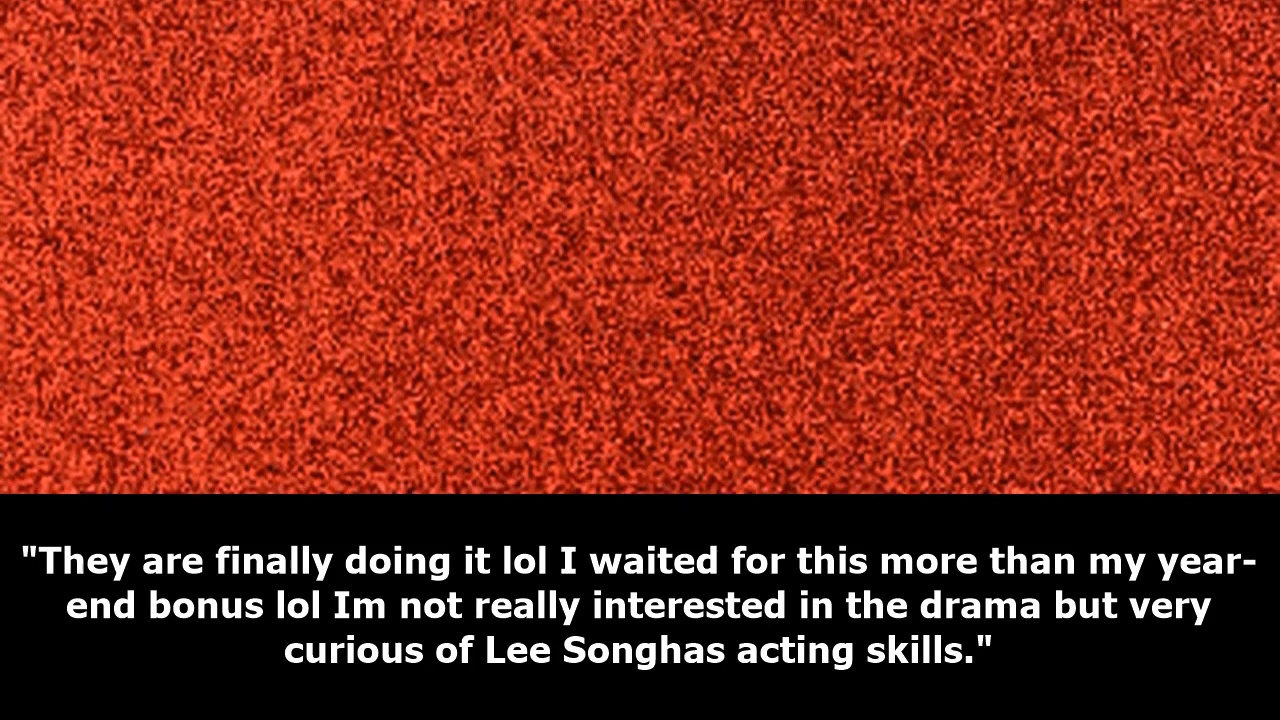 "They are finally doing it lol I waited for this more than my year-
end bonus lol Im not really interested in the drama but very
curious of Lee Songhas acting skills."